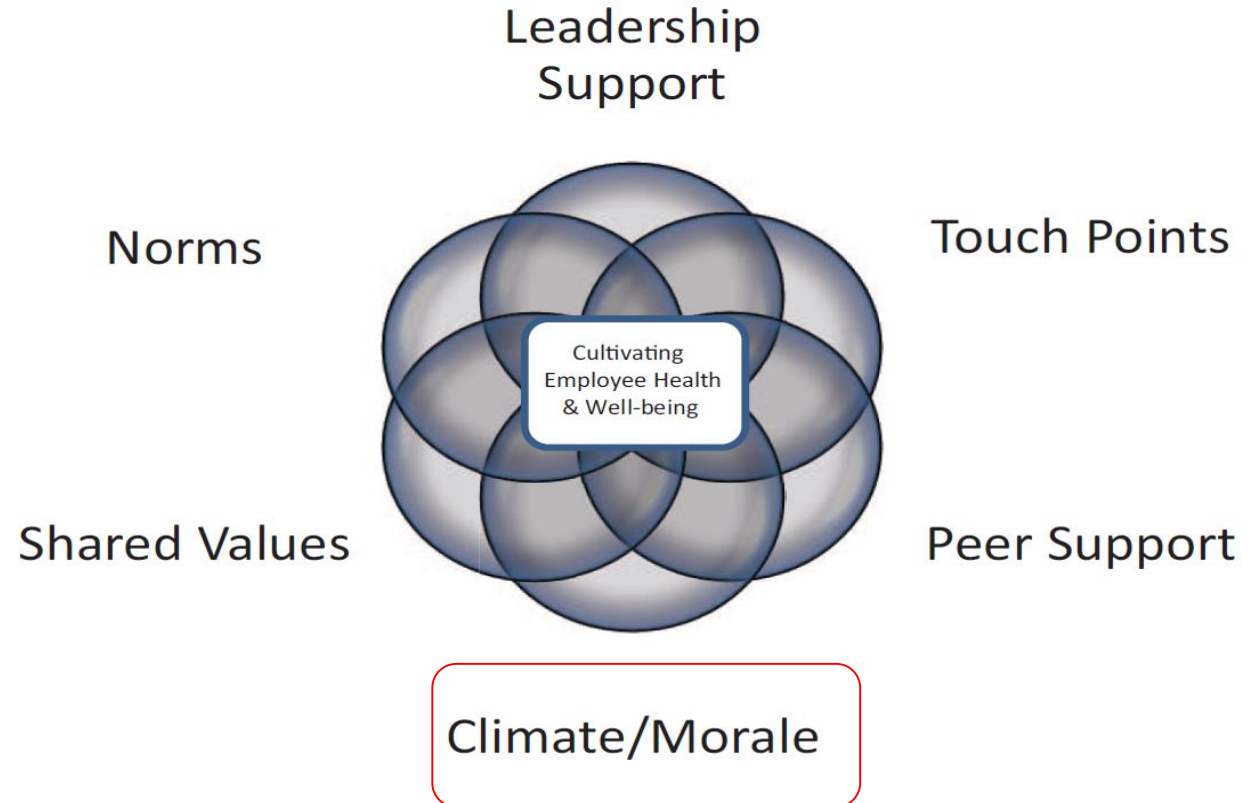 Leadership
Support
Norms
Touch Points
Cultivating
Employee Health
& Well-being
Shared Values
Peer Support
Climate/Morale